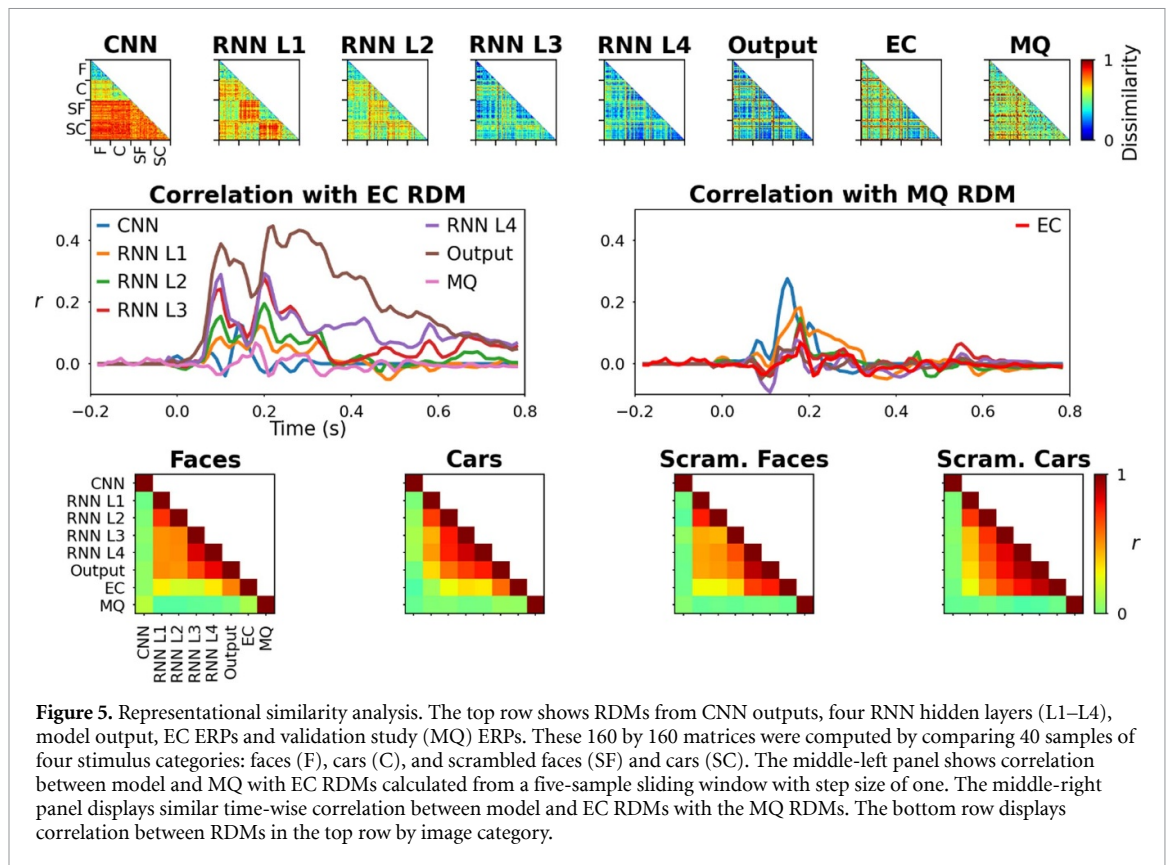 CNN RNN L1 RNN L2 RNN L3 RNN L4 Output EC MQ
F
C
SF
SC
F C SF SC
1
0
Dissimilarity
Correlation with EC RDM
CNN
RNN L1
RNN L2
RNN L3
RNN L4
Output
MQ
0.4
0.2
0.0
r
−0.2 0.0 0.2 0.4 0.6 0.8
Time (s)
Correlation with MQ RDM
EC
0.4
0.2
0.0
−0.2 0.0 0.2 0.4 0.6 0.8
Faces Cars Scram. Faces Scram. Cars
CNN
RNN L1
RNN L2
RNN L3
RNN L4
Output
EC
MQ
CNN
RNN L1
RNN L2
RNN L3
RNN L4
Output
EC
MQ
1
0
r
Figure 5. Representational similarity analysis. The top row shows RDMs from CNN outputs, four RNN hidden layers (L1–L4),
model output, EC ERPs and validation study (MQ) ERPs. These 160 by 160 matrices were computed by comparing 40 samples of
four stimulus categories: faces (F), cars (C), and scrambled faces (SF) and cars (SC). The middle-left panel shows correlation
between model and MQ with EC RDMs calculated from a five-sample sliding window with step size of one. The middle-right
panel displays similar time-wise correlation between model and EC RDMs with the MQ RDMs. The bottom row displays
correlation between RDMs in the top row by image category.